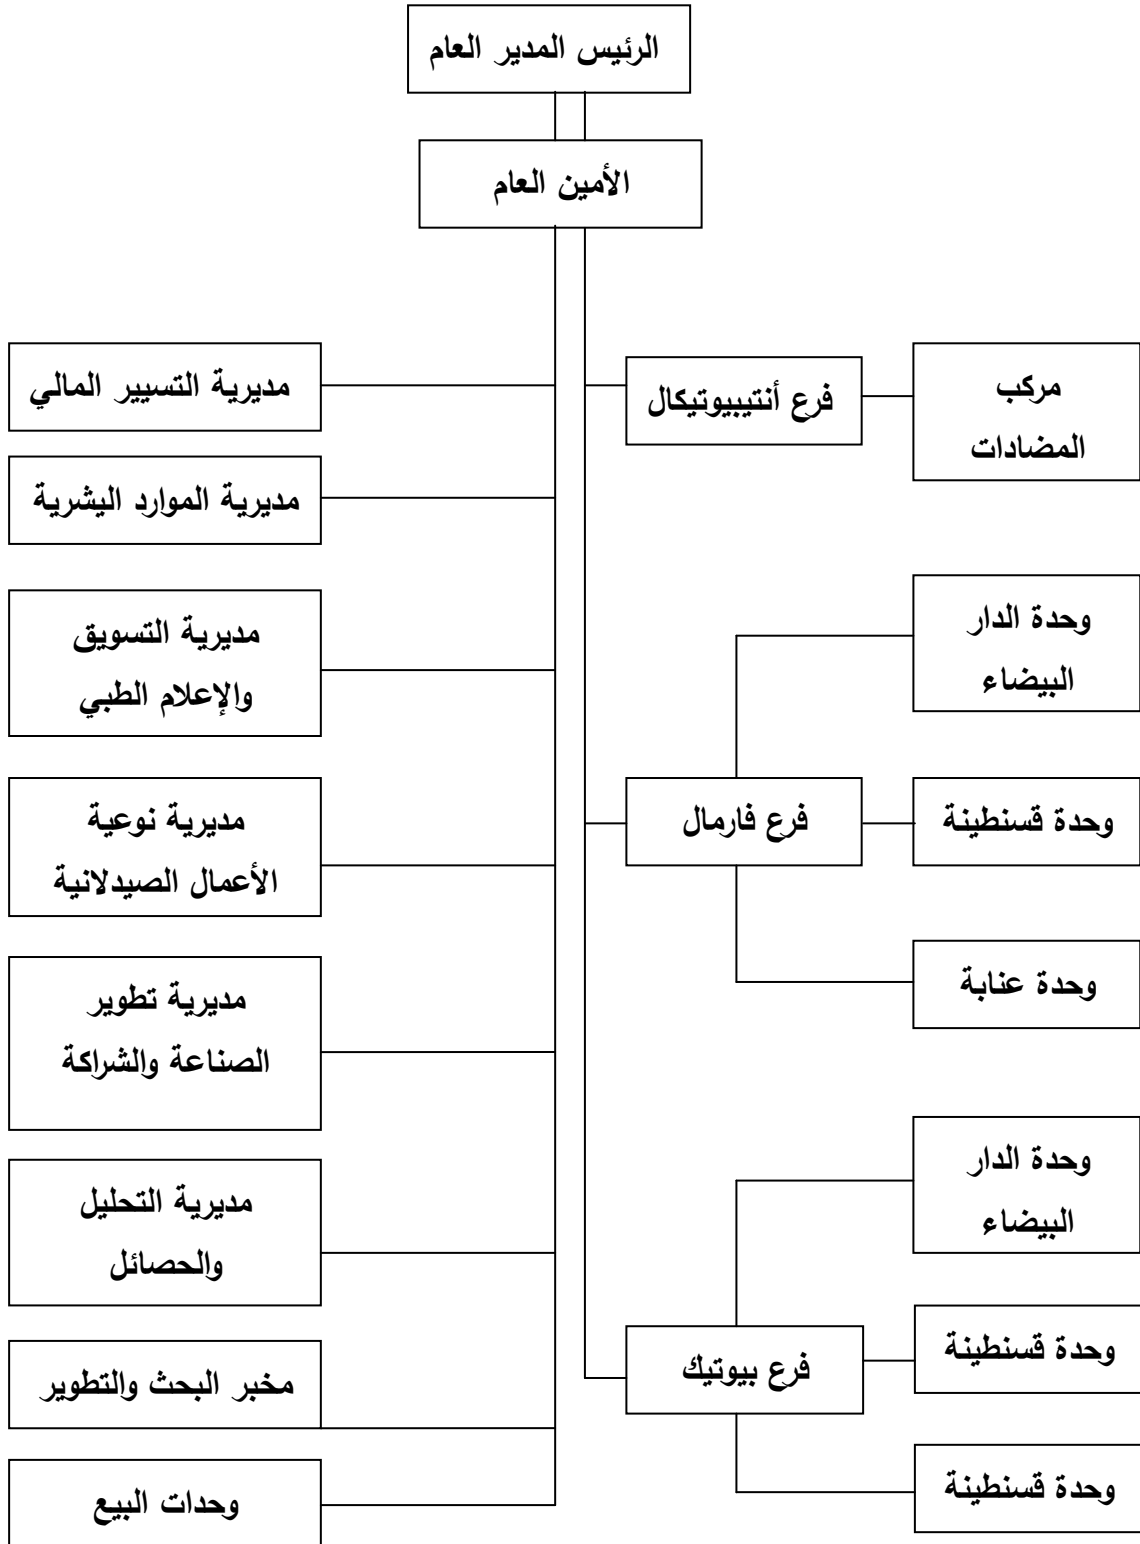 الرئيس المدير العام
الأمين العام
مركب
المضادات
فرع أنتيبيوتيكال
مديرية التسيير المالي
مديرية الموارد اليشرية
وحدة الدار
البيضاء
مديرية التسويق
والإعلام الطبي
وحدة قسنطينة
فرع فارمال
مديرية نوعية
الأعمال الصيدلانية
وحدة عنابة
مديرية تطوير
الصناعة والشراكة
وحدة الدار
البيضاء
مديرية التحليل
والحصائل
وحدة قسنطينة
فرع بيوتيك
مخبر البحث والتطوير
وحدة قسنطينة
وحدات البيع